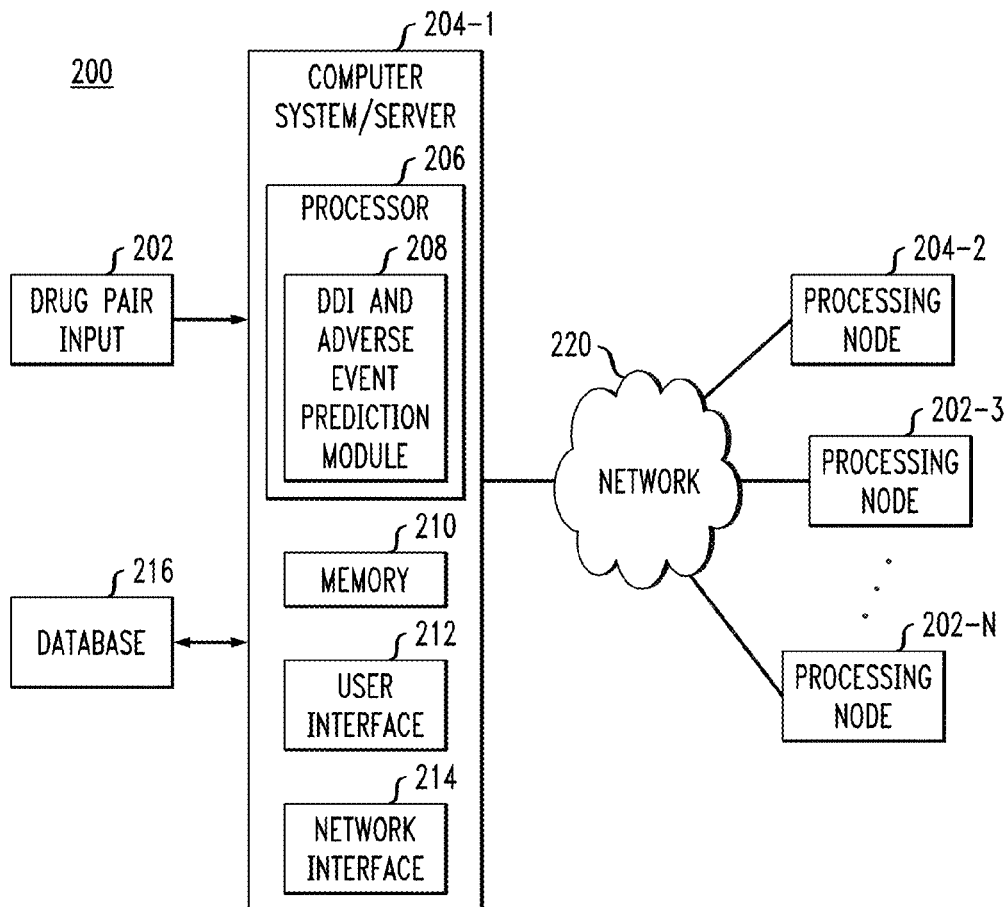 200
204-1
COMPUTER
SYSTEM/SERVER
206
PROCESSOR
208
DDI AND
ADVERSE
EVENT
PREDICTION
MODULE
202
DRUG PAIR
INPUT
210
MEMORY
216
DATABASE
212
USER
INTERFACE
214
NETWORK
INTERFACE
220
NETWORK
204-2
PROCESSING
NODE
202-3
PROCESSING
NODE
202-N
PROCESSING
NODE